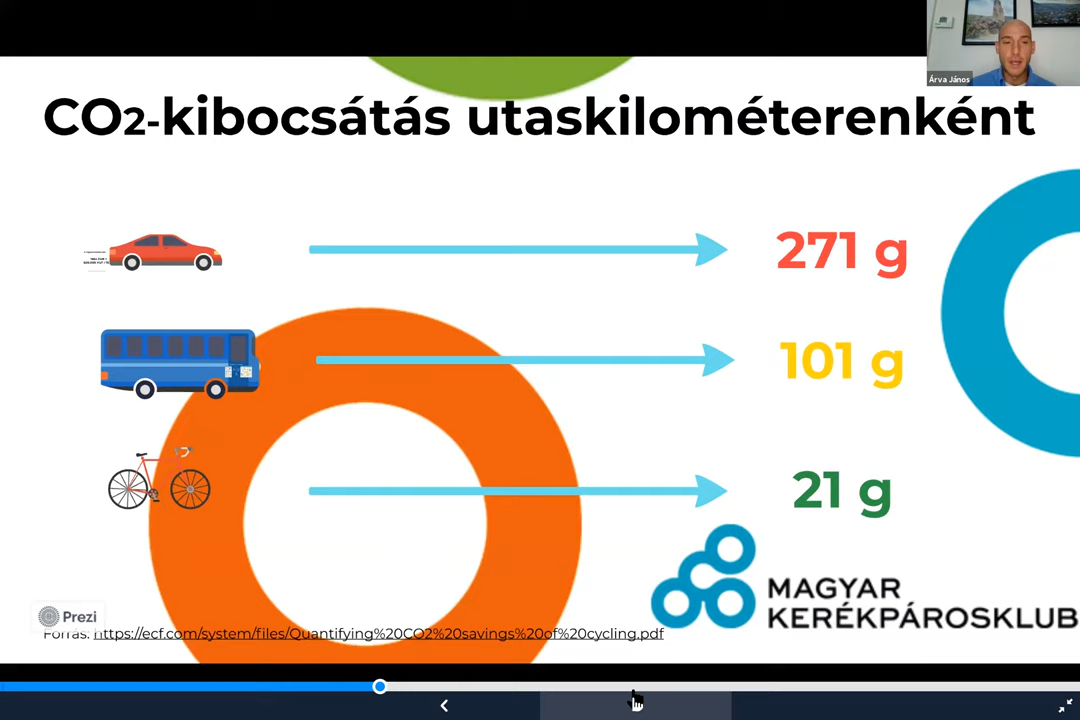 Árva János
CO2-kibocsátás utaskilométerenként
271 g
101 g
21 g
MAGYAR
KERÉKPÁROSKLUB
Prezi
Forrás: https://ecf.com/system/files/Quantifying%20CO2%20savings%20of%20cycling.pdf